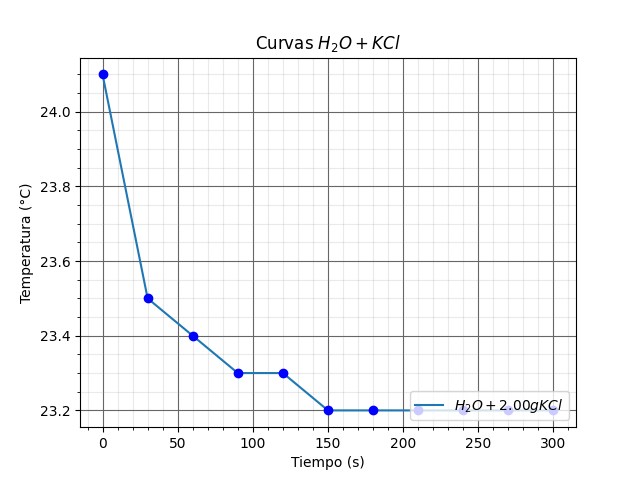 Curvas H₂O + KCl
Temperatura (°C)
24.0
23.8
23.6
23.4
23.2
H₂O + 2.00gKCl
0 50 100 150 200 250 300
Tiempo (s)